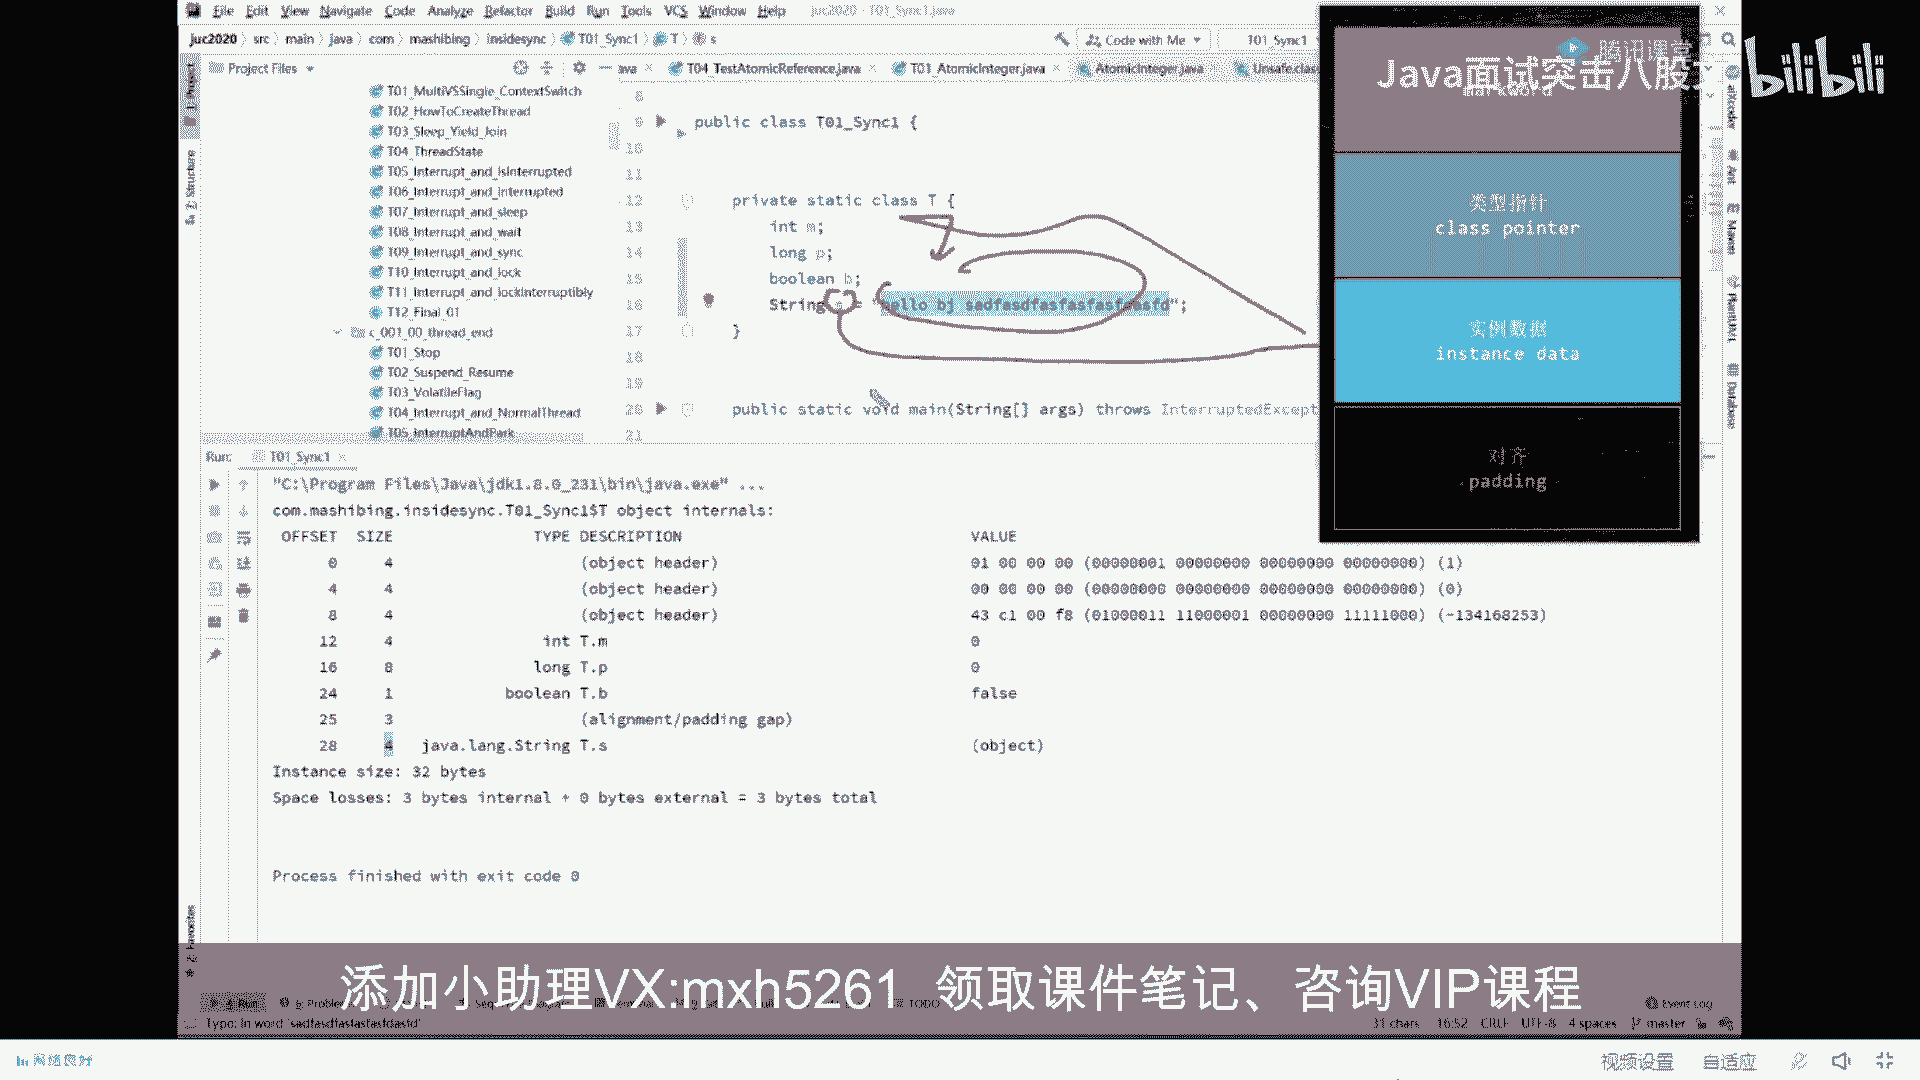 File Edit View Navigate Code Analyze Refactor Build Run Tools VCS Window Help juc2020 - T01_Sync1.java
juc2020 src main java com mashibing insidesync T01_Sync1 T s
Code with Me T01_Sync1
Project Files
ava T04_TestAtomicReference.java T01_AtomicInteger.java AtomicInteger.java Unsafe.class
T01_MultiVSSingle_ContextSwitch
T02_HowToCreateThread
T03_Sleep_Yield_Join
T04_ThreadState
T05_Interrupt_and_isInterrupted
T06_Interrupt_and_interrupted
T07_Interrupt_and_sleep
T08_Interrupt_and_wait
T09_Interrupt_and_sync
T10_Interrupt_and_lock
T11_Interrupt_and_lockInterruptibly
T12_Final_01
c_001_00_thread_end
T01_Stop
T02_Suspend_Resume
T03_VolatileFlag
T04_Interrupt_and_NormalThread
T05_InterruptAndPark
8
9 public class T01_Sync1 {
10
11
12 private static class T {
13 int m;
14 long p;
15 boolean b;
16 String = "hello bj
17 }
18
19
20 public static void main(String[] args) throws InterruptedExcept
21
Java面试突击八股文
腾讯课堂
bilibili
markword
类型指针
class pointer
实例数据
instance data
对齐
padding
Structure
Ant
Maven
Database
Run: T01_Sync1
"C:\Program Files\Java\jdk1.8.0_231\bin\java.exe" ...
com.mashibing.insidesync.T01_Sync1$T object internals:
OFFSET SIZE TYPE DESCRIPTION VALUE
0 4 (object header) 01 00 00 00 (00000001 00000000 00000000 00000000) (1)
4 4 (object header) 00 00 00 00 (00000000 00000000 00000000 00000000) (0)
8 4 (object header) 43 c1 00 f8 (01000011 11000001 00000000 11111000) (-134168253)
12 4 int T.m 0
16 8 long T.p 0
24 1 boolean T.b false
25 3 (alignment/padding gap)
28 4 java.lang.String T.s (object)
Instance size: 32 bytes
Space losses: 3 bytes internal + 0 bytes external = 3 bytes total
Process finished with exit code 0
Favorites
添加小助理VX:mxh5261 领取课件笔记、咨询VIP课程
Run TODO Event Log
Typo: In word 31 chars 16:52 CRLF UTF-8 4 spaces master
网络良好
视频设置 自适应